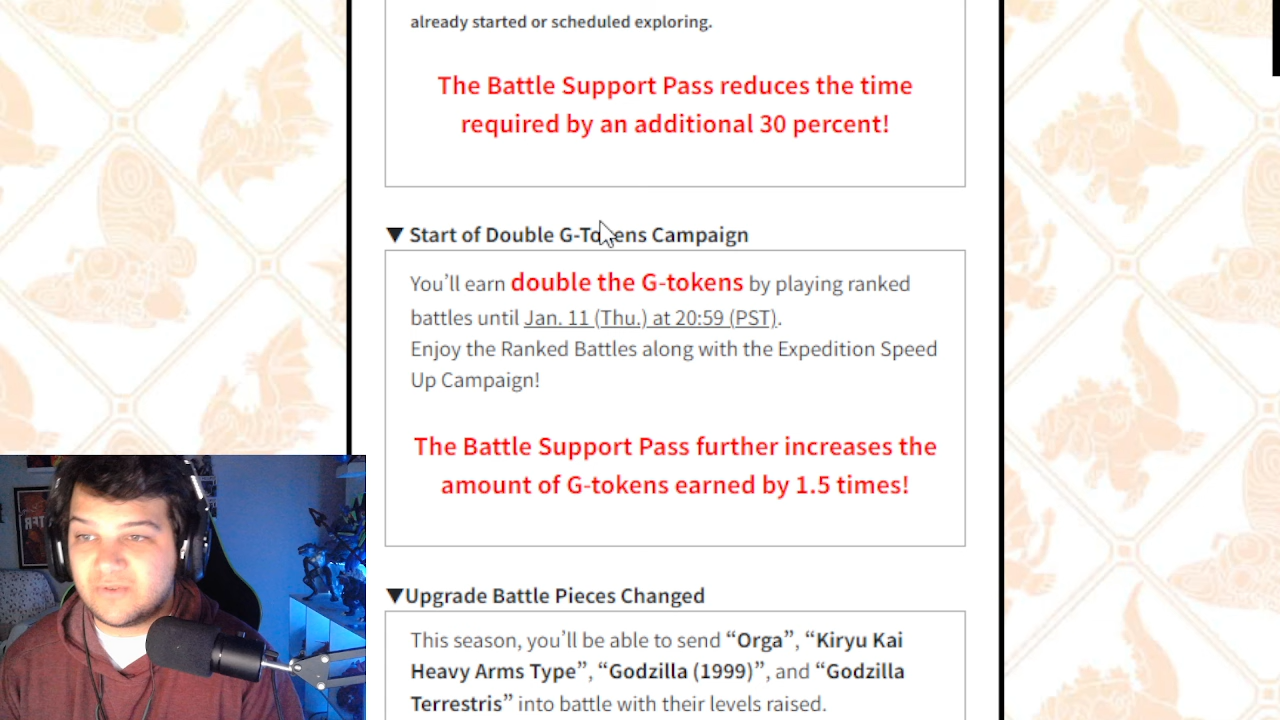 already started or scheduled exploring.
The Battle Support Pass reduces the time
required by an additional 30 percent!
▼ Start of Double G-Tokens Campaign
You'll earn double the G-tokens by playing ranked
battles until Jan. 11 (Thu.) at 20:59 (PST).
Enjoy the Ranked Battles along with the Expedition Speed
Up Campaign!
The Battle Support Pass further increases the
amount of G-tokens earned by 1.5 times!
▼Upgrade Battle Pieces Changed
This season, you'll be able to send “Orga”, “Kiryu Kai
Heavy Arms Type”, “Godzilla (1999)”, and “Godzilla
Terrestris” into battle with their levels raised.